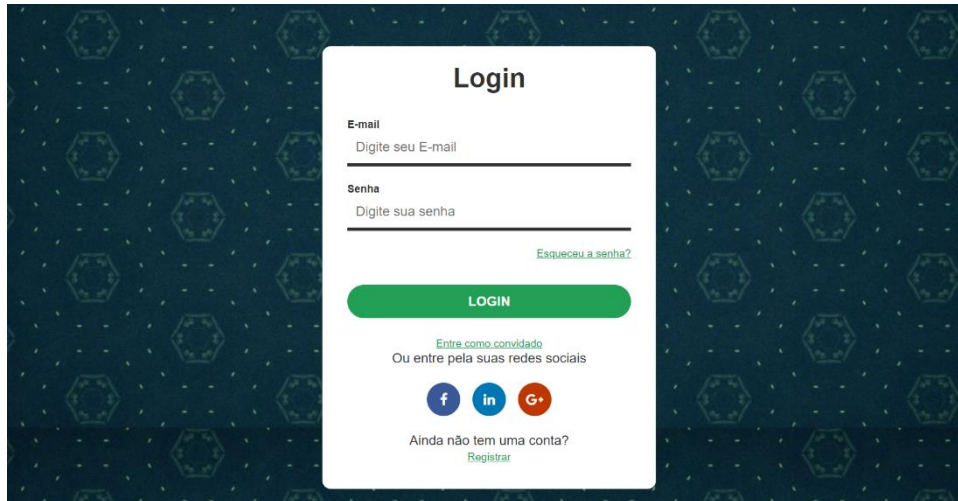 Login
E-mail
Digite seu E-mail
Senha
Digite sua senha
Esqueceu a senha?
LOGIN
Entre como convidado
Ou entre pela suas redes sociais
f in G+
Ainda não tem uma conta?
Registrar